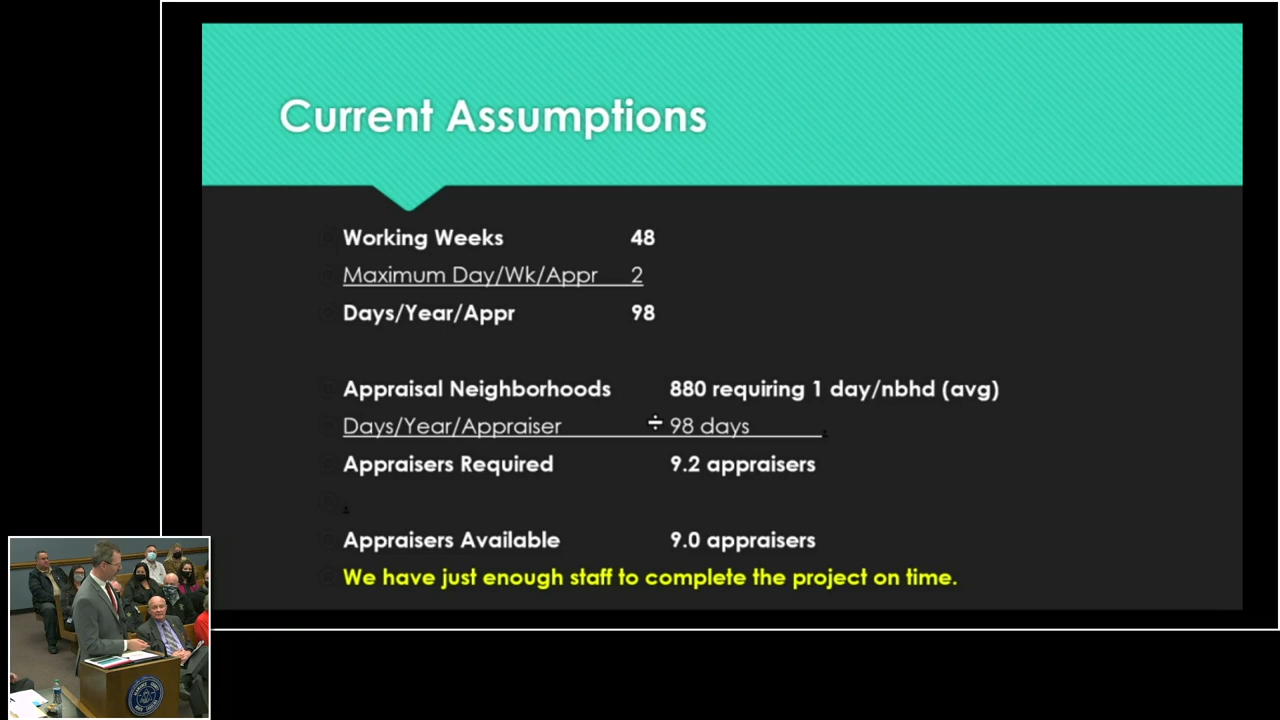 Current Assumptions
Working Weeks 48
Maximum Day/Wk/Appr 2
Days/Year/Appr 98
Appraisal Neighborhoods 880 requiring 1 day/nbhd (avg)
Days/Year/Appraiser ÷ 98 days .
Appraisers Required 9.2 appraisers
.
Appraisers Available 9.0 appraisers
We have just enough staff to complete the project on time.